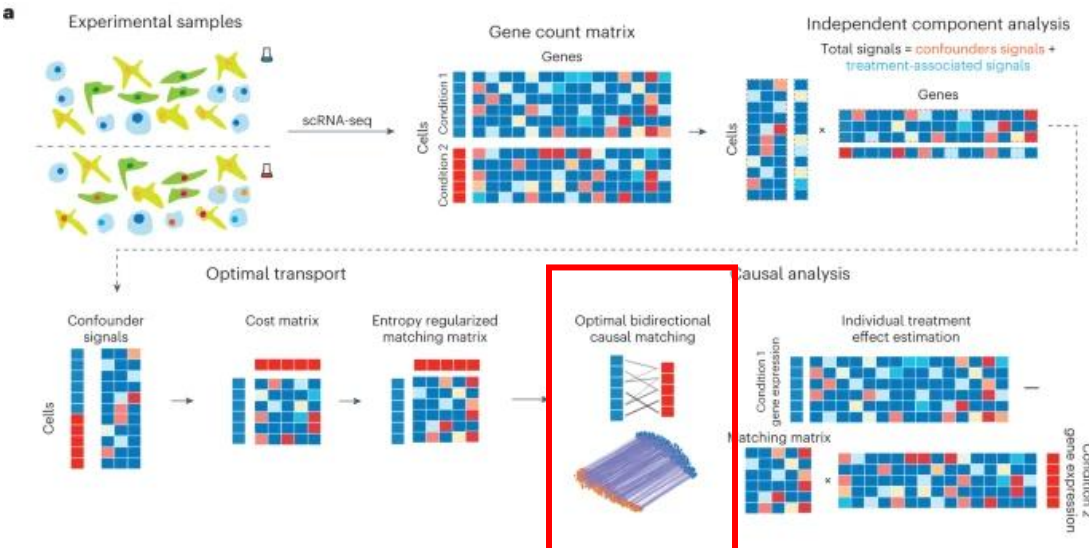 a
Experimental samples
scRNA-seq
Gene count matrix
Genes
Cells
Condition 1
Condition 2
Independent component analysis
Total signals = confounders signals +
treatment-associated signals
Genes
Cells
×
Optimal transport
Confounder
signals
Cells
Cost matrix
Entropy regularized
matching matrix
Causal analysis
Optimal bidirectional
causal matching
Individual treatment
effect estimation
Condition 1
gene expression
—
Matching matrix
×
Condition 2
gene expression